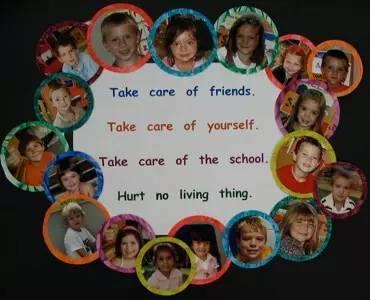 Take care of friends.
Take care of yourself.
Take care of the school.
Hurt no living thing.